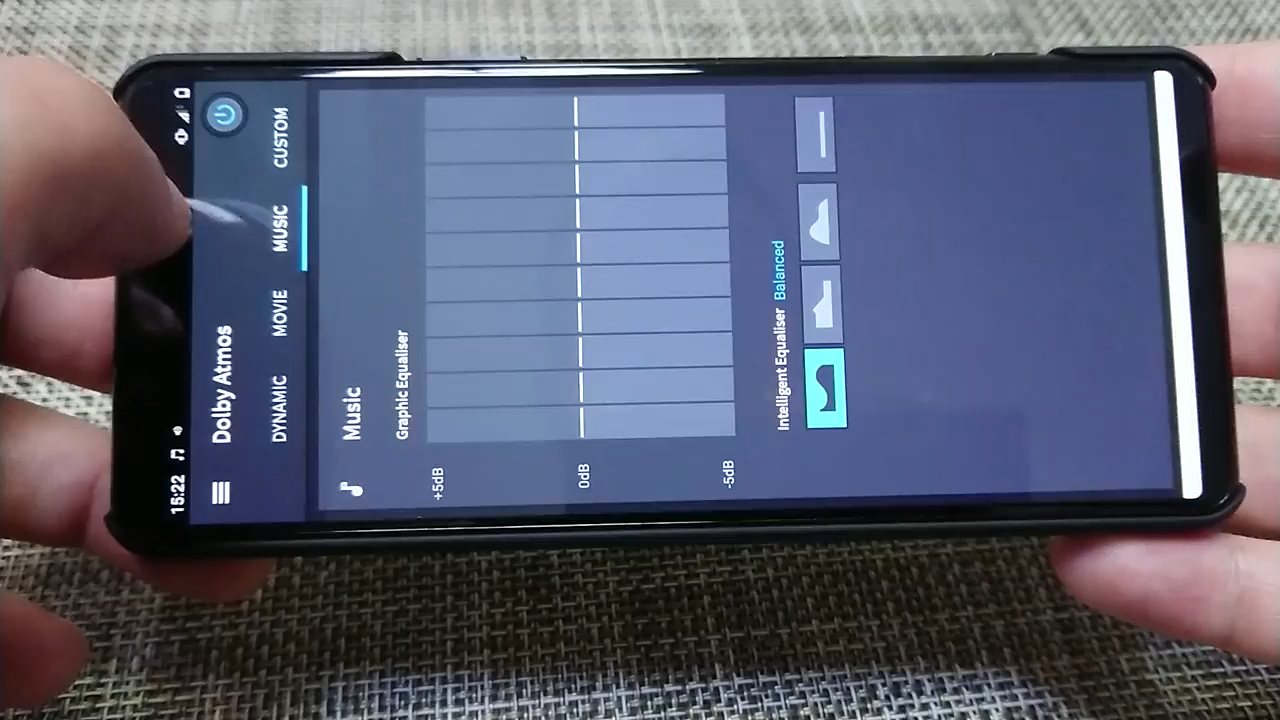 15:22
Dolby Atmos
DYNAMIC MOVIE MUSIC CUSTOM
Music
Graphic Equaliser
+5dB
0dB
-5dB
Intelligent Equaliser Balanced